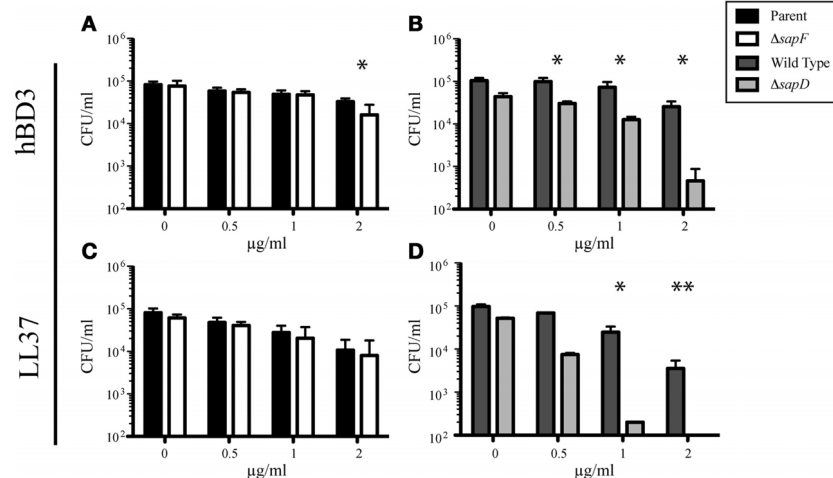 A
B
Parent
ΔsapF
Wild Type
ΔsapD
hBD3
CFU/ml
10⁶
10⁵
10⁴
10³
10²
*
0
0.5
1
2
µg/ml
CFU/ml
10⁶
10⁵
10⁴
10³
10²
*
*
*
0
0.5
1
2
µg/ml
C
D
LL37
CFU/ml
10⁶
10⁵
10⁴
10³
10²
0
0.5
1
2
µg/ml
CFU/ml
10⁶
10⁵
10⁴
10³
10²
*
**
0
0.5
1
2
µg/ml